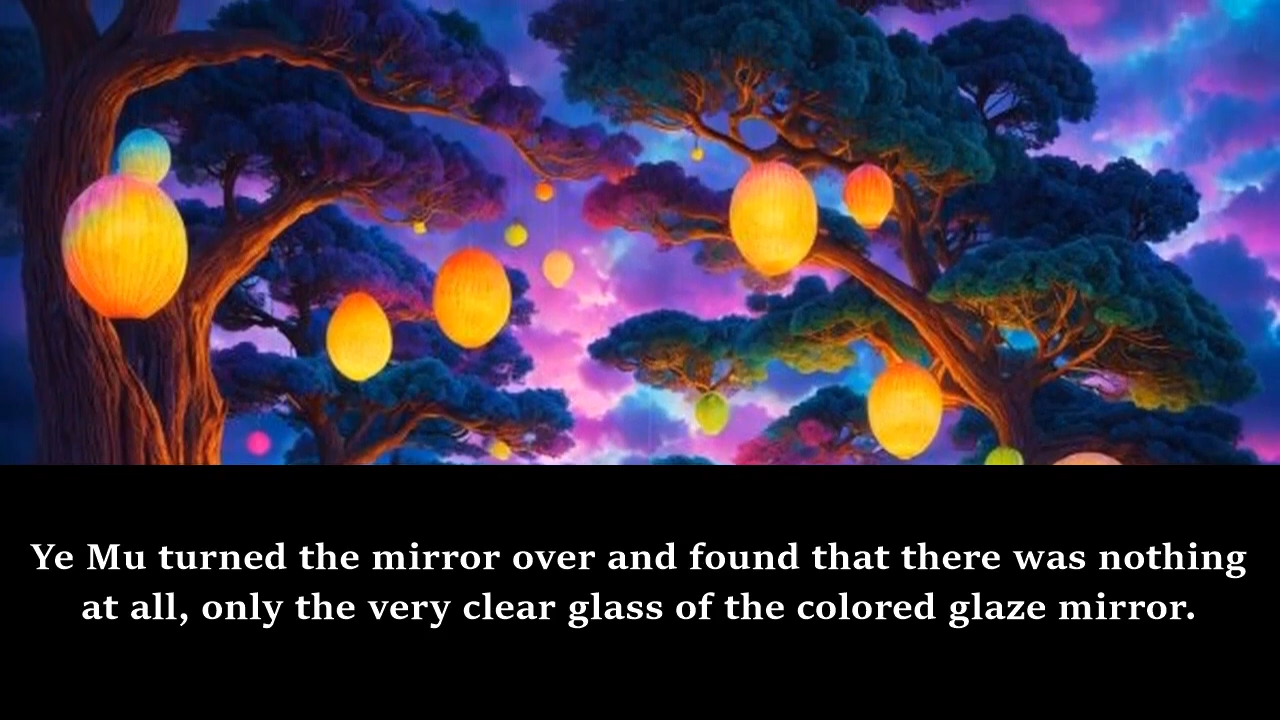 Ye Mu turned the mirror over and found that there was nothing
at all, only the very clear glass of the colored glaze mirror.